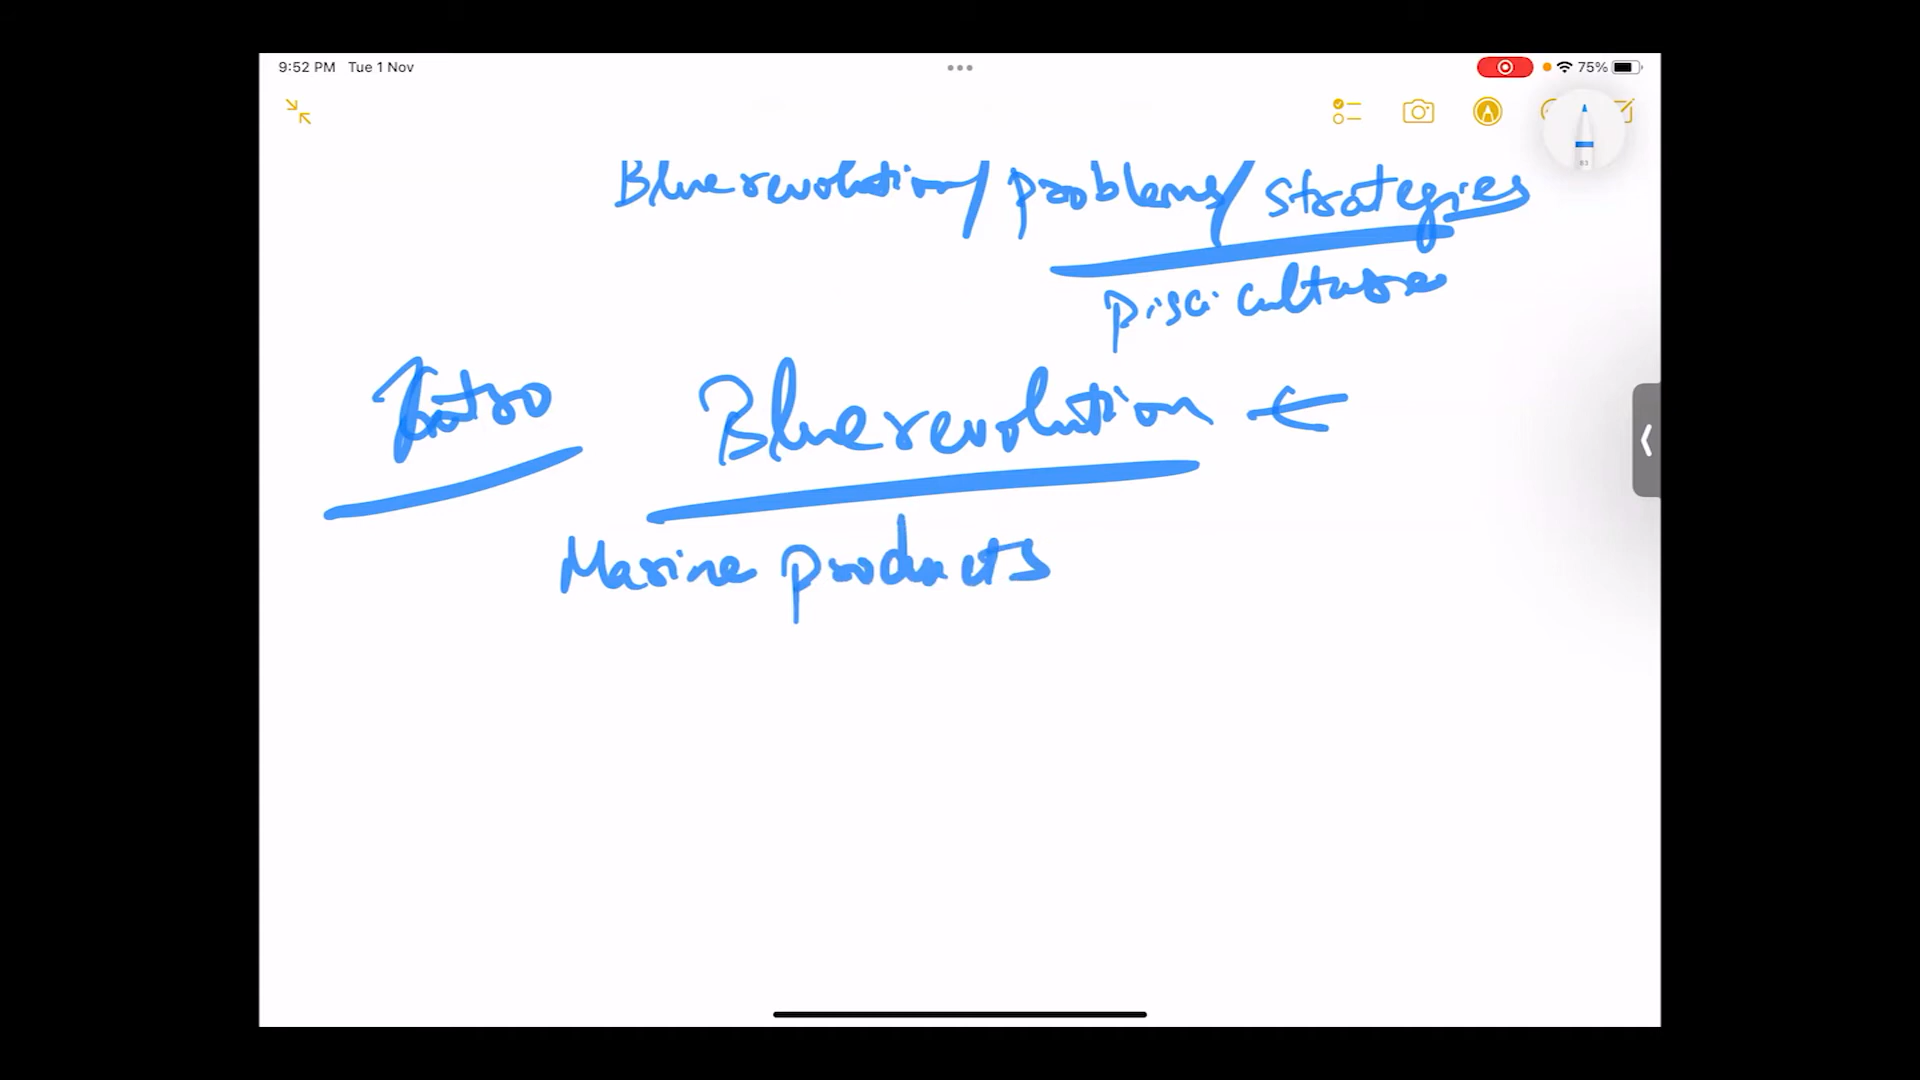 9:52 PM Tue 1 Nov
75%
Blue revolution/ problems/ strategies
pisci culture
Intro Blue revolution ←
Marine products